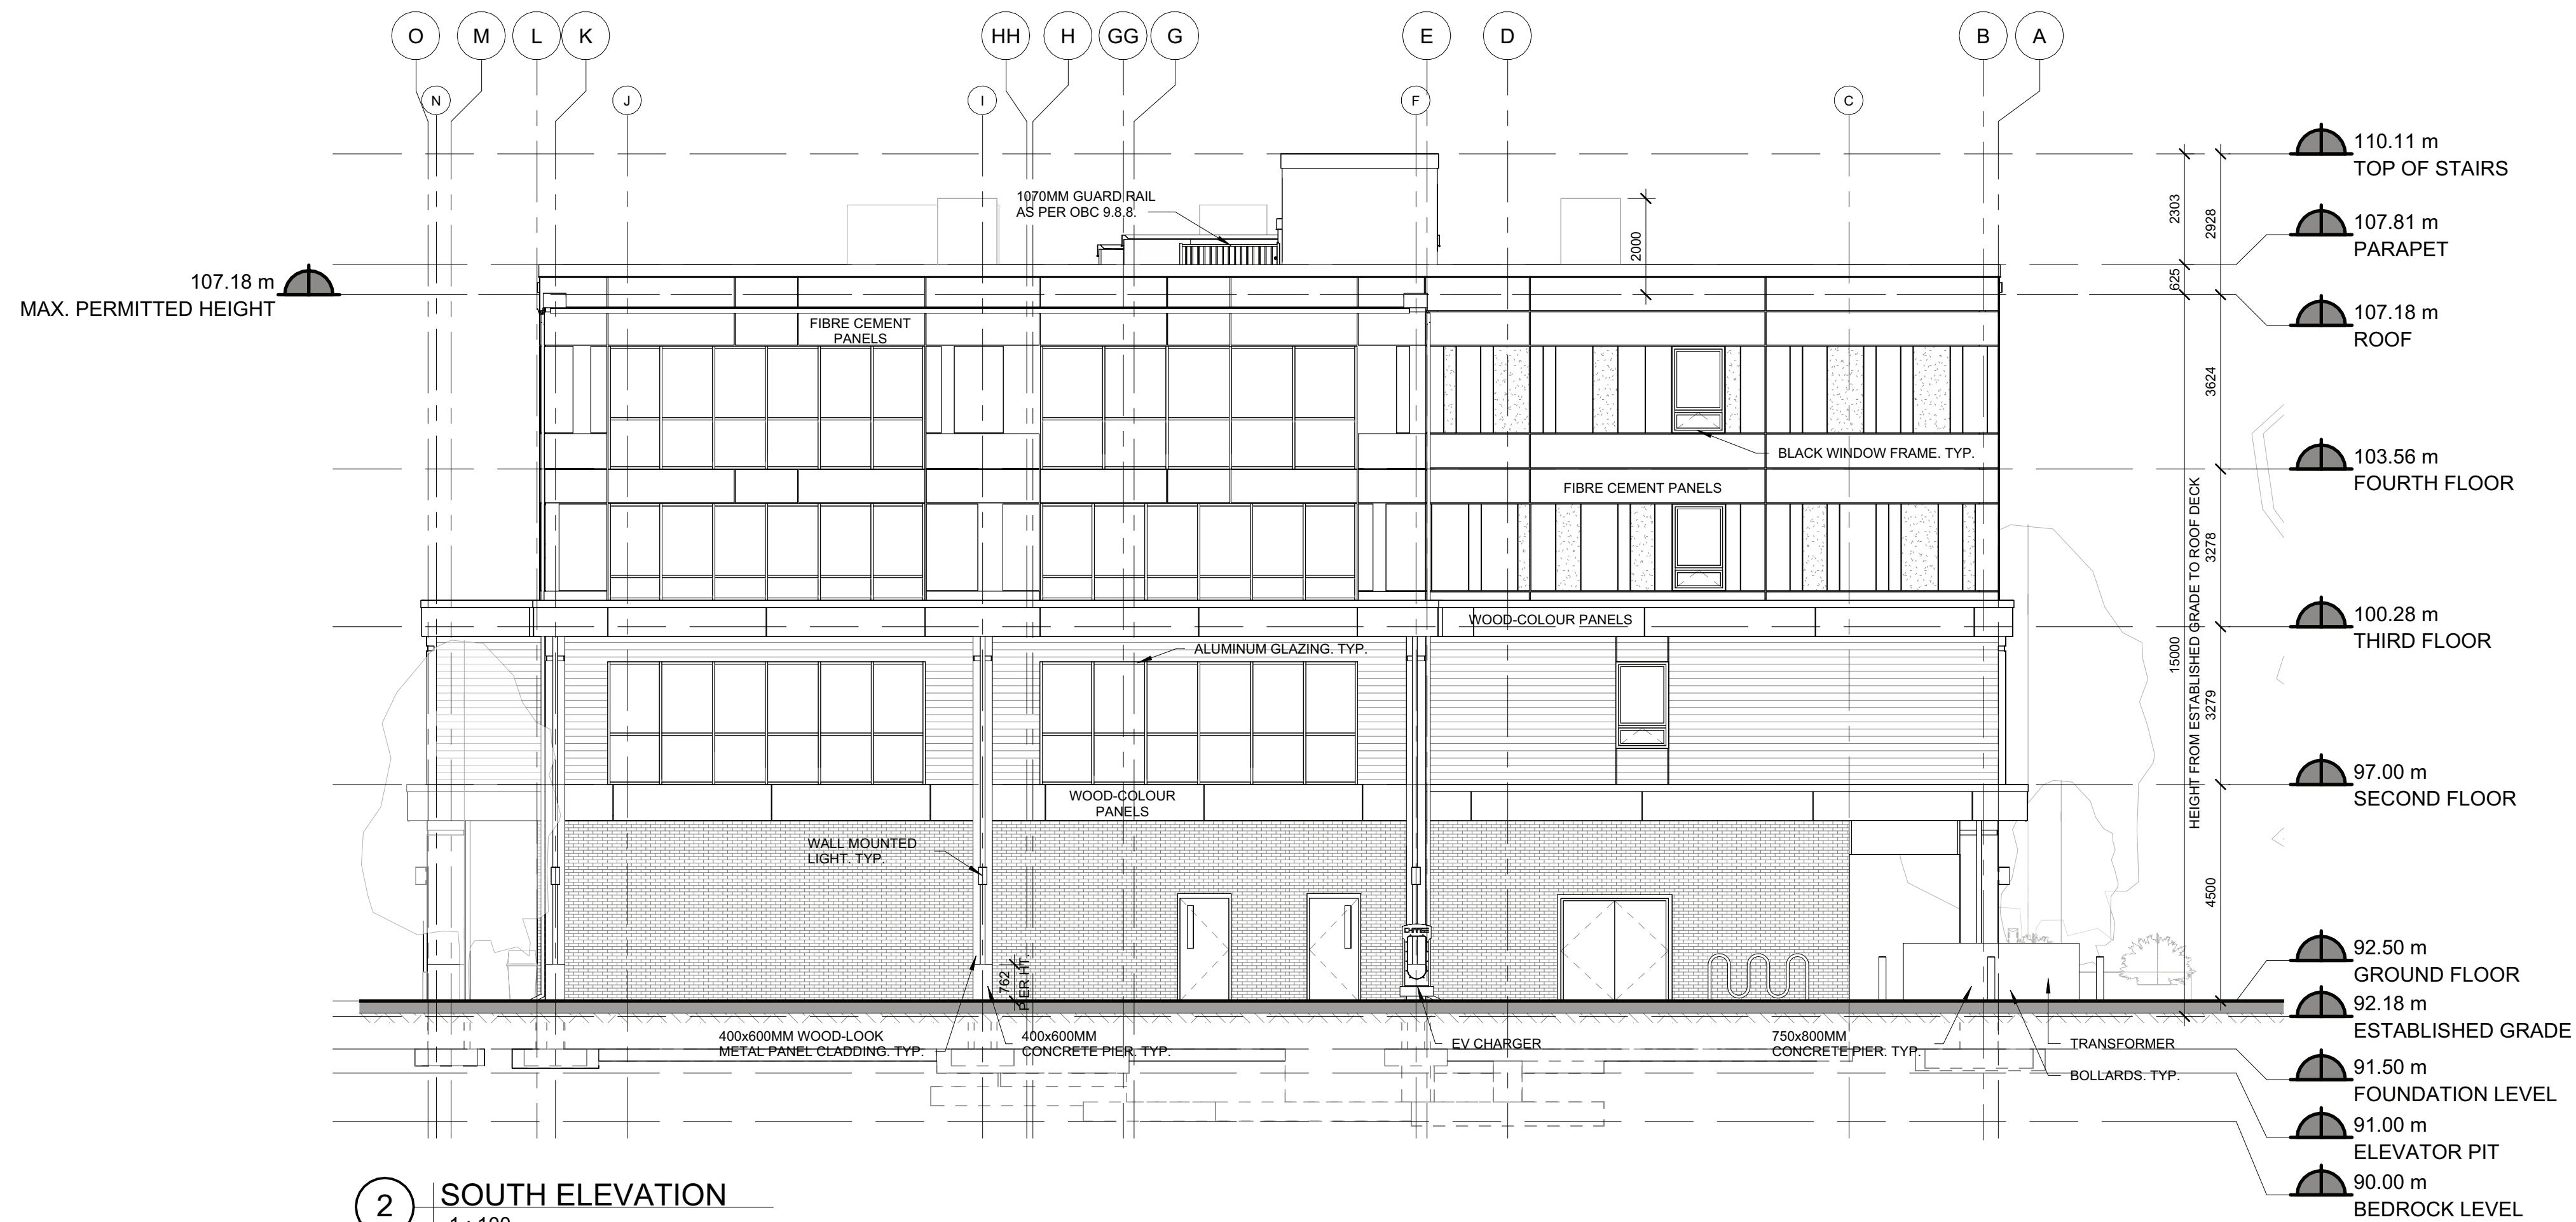 O M L K HH H GG G E D B A
N J I F C
110.11 m
TOP OF STAIRS
1070MM GUARD RAIL
AS PER OBC 9.8.8.
2303
2928
107.81 m
PARAPET
2000
625
107.18 m
MAX. PERMITTED HEIGHT
107.18 m
ROOF
FIBRE CEMENT
PANELS
3624
BLACK WINDOW FRAME. TYP.
103.56 m
FOURTH FLOOR
FIBRE CEMENT PANELS
3278
WOOD-COLOUR PANELS
100.28 m
THIRD FLOOR
ALUMINUM GLAZING. TYP.
15000
HEIGHT FROM ESTABLISHED GRADE TO ROOF DECK
3279
97.00 m
SECOND FLOOR
WOOD-COLOUR
PANELS
WALL MOUNTED
LIGHT. TYP.
4500
CHARGE
92.50 m
GROUND FLOOR
762
PIER HT.
92.18 m
ESTABLISHED GRADE
400x600MM WOOD-LOOK
METAL PANEL CLADDING. TYP.
400x600MM
CONCRETE PIER. TYP.
EV CHARGER
750x800MM
CONCRETE PIER. TYP.
TRANSFORMER
BOLLARDS. TYP.
91.50 m
FOUNDATION LEVEL
91.00 m
ELEVATOR PIT
90.00 m
BEDROCK LEVEL
2
SOUTH ELEVATION
1 : 100